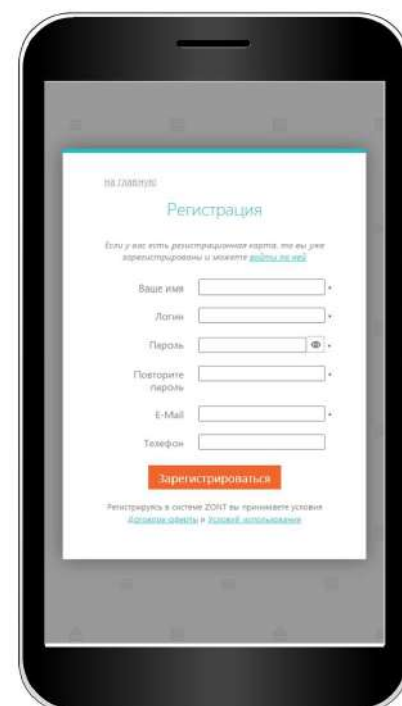 на главную
Регистрация
Если у вас есть регистрационная карта, то вы уже
зарегистрированы и можете войти по ней
Ваше имя *
Логин *
Пароль *
Повторите *
пароль
E-Mail *
Телефон
Зарегистрироваться
Регистрируясь в системе ZONT вы принимаете условия
Договора оферты и Условий использования